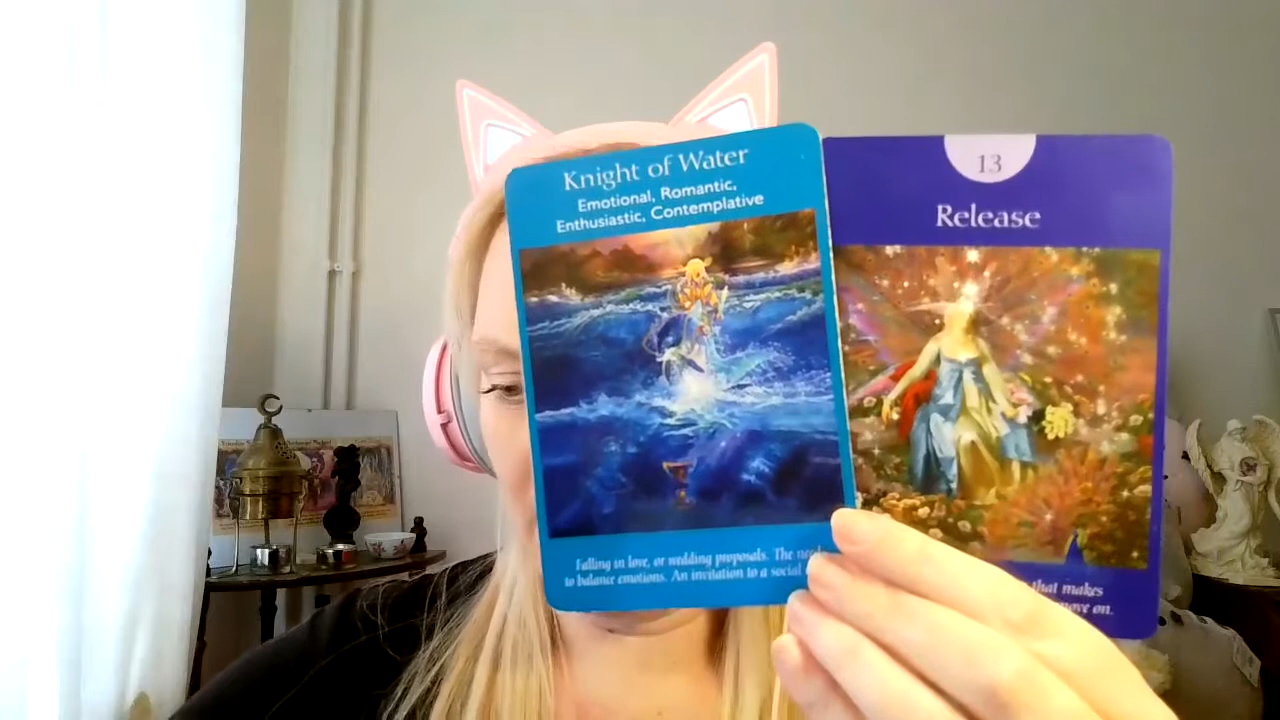 Knight of Water
Emotional, Romantic,
Enthusiastic, Contemplative
Falling in love, or wedding proposals. The
to balance emotions. An invitation to a social
13
Release
that makes
move on.